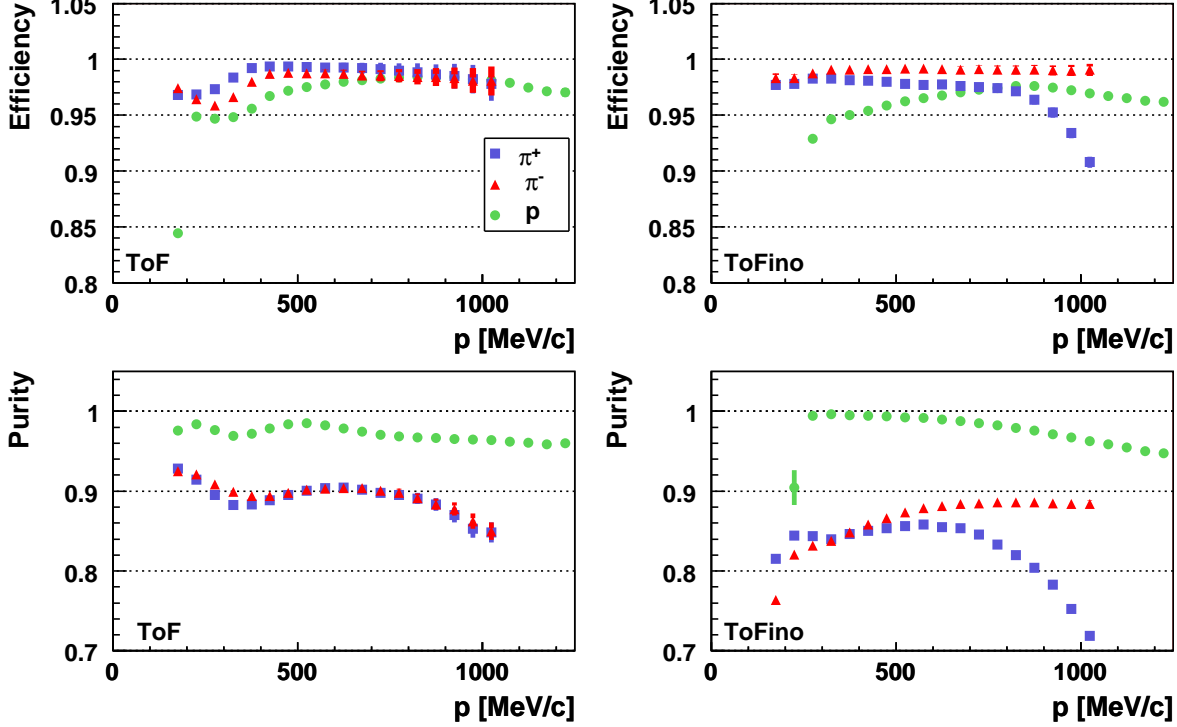 Efficiency
1.05
1
0.95
0.9
0.85
0.8
π+
π-
p
ToF
0 500 1000
p [MeV/c]
Efficiency
1.05
1
0.95
0.9
0.85
0.8
ToFino
0 500 1000
p [MeV/c]
Purity
1
0.9
0.8
0.7
ToF
0 500 1000
p [MeV/c]
Purity
1
0.9
0.8
0.7
ToFino
0 500 1000
p [MeV/c]